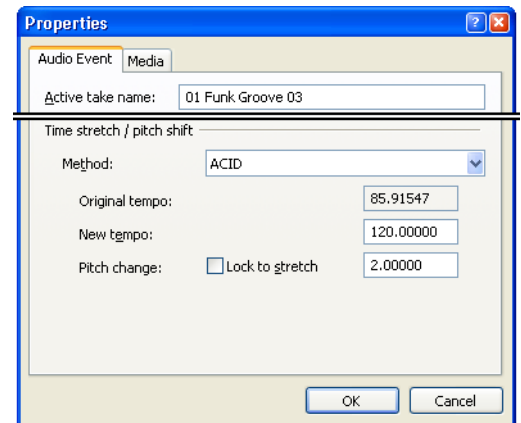 Properties
Audio Event Media
Active take name: 01 Funk Groove 03
Time stretch / pitch shift
Method: ACID
Original tempo: 85.91547
New tempo: 120.00000
Pitch change: Lock to stretch 2.00000
OK Cancel